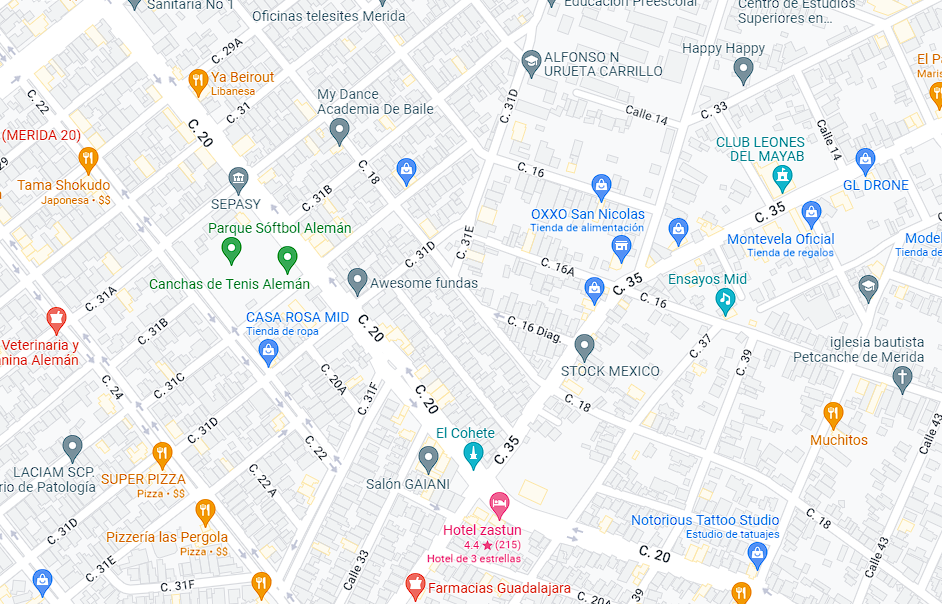 Sanitaria No 1
Oficinas telesites Merida
Educación Preescolar
Centro de Estudios
Superiores en...
C. 29A
Happy Happy
ALFONSO N
URUETA CARRILLO
El Pa
Maris
Ya Beirout
Libanesa
C. 22
C. 31
My Dance
Academia De Baile
C. 31D
Calle 14
C. 33
C. 20
(MERIDA 20)
Calle 14
CLUB LEONES
DEL MAYAB
29
C. 18
C. 16
Tama Shokudo
Japonesa • $$
GL DRONE
SEPASY
C. 31B
C. 35
OXXO San Nicolas
Tienda de alimentación
Parque Sóftbol Alemán
C. 31D
C. 31E
Montevela Oficial
Tienda de regalos
Model
Tienda de
C. 16A
Canchas de Tenis Alemán
Awesome fundas
C. 35
Ensayos Mid
C. 16
C. 31A
CASA ROSA MID
Tienda de ropa
C. 20
C. 31B
C. 16 Diag.
Veterinaria y
nina Alemán
C. 37
C. 39
iglesia bautista
Petcanche de Merida
STOCK MEXICO
C. 24
C. 31C
C. 20A
C. 31F
C. 20
C. 18
Calle 43
El Cohete
C. 31D
Muchitos
C. 22
C. 35
LACIAM SCP.
rio de Patología
SUPER PIZZA
Pizza • $$
C. 22 A
Salón GAIANI
C. 31D
Pizzería las Pergola
Pizza • $$
Hotel zastun
4.4 ★ (215)
Hotel de 3 estrellas
Notorious Tattoo Studio
Estudio de tatuajes
C. 18
C. 20
Calle 43
C. 31E
C. 31F
Calle 33
Farmacias Guadalajara
C. 20A